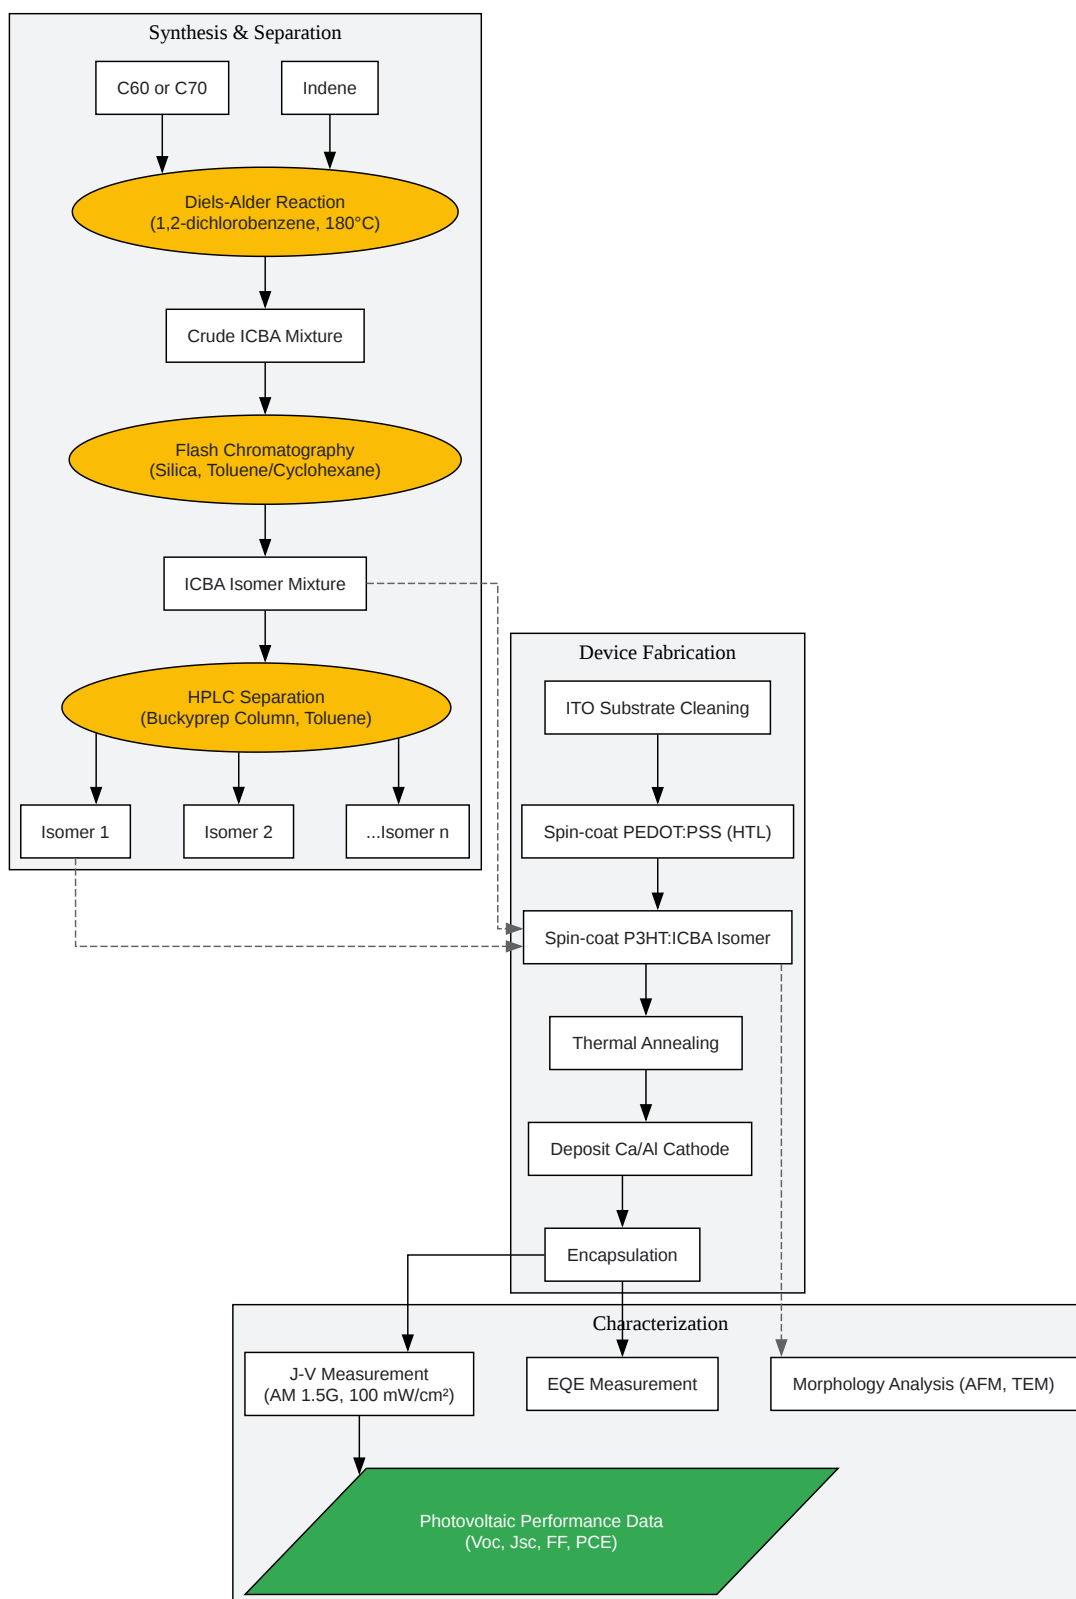 Synthesis & Separation
C60 or C70
Indene
Diels-Alder Reaction
(1,2-dichlorobenzene, 180°C)
Crude ICBA Mixture
Flash Chromatography
(Silica, Toluene/Cyclohexane)
ICBA Isomer Mixture
HPLC Separation
(Buckyprep Column, Toluene)
Isomer 1
Isomer 2
...Isomer n
Device Fabrication
ITO Substrate Cleaning
Spin-coat PEDOT:PSS (HTL)
Spin-coat P3HT:ICBA Isomer
Thermal Annealing
Deposit Ca/Al Cathode
Encapsulation
Characterization
J-V Measurement
(AM 1.5G, 100 mW/cm²)
EQE Measurement
Morphology Analysis (AFM, TEM)
Photovoltaic Performance Data
(Voc, Jsc, FF, PCE)